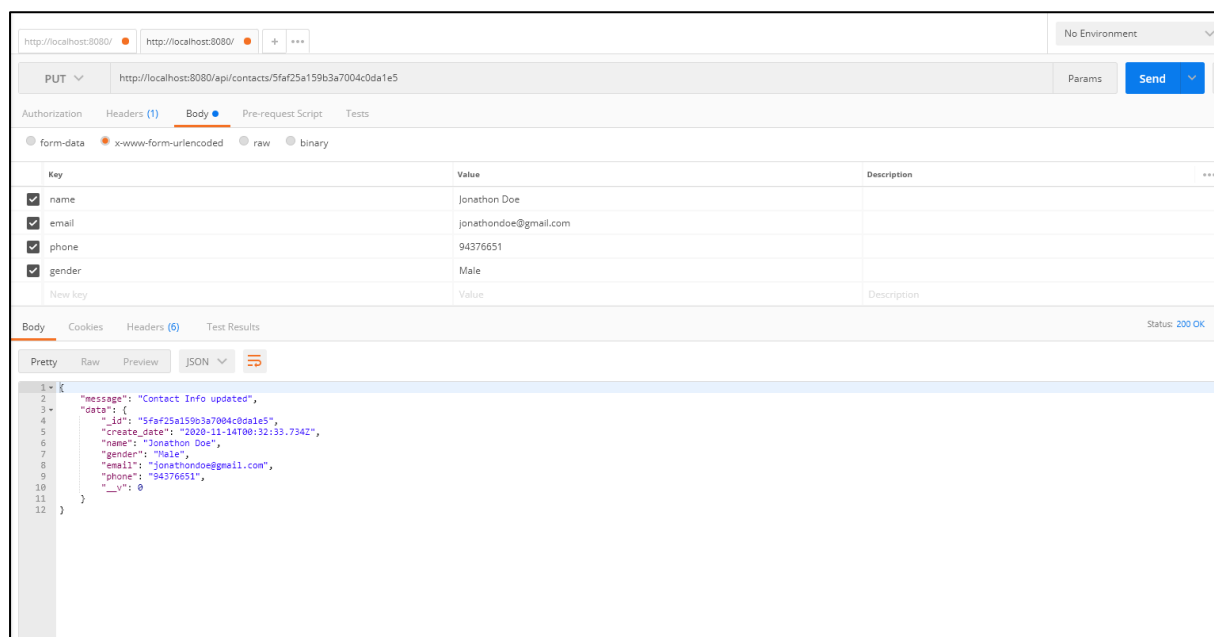 http://localhost:8080/ http://localhost:8080/ + ••• No Environment
PUT http://localhost:8080/api/contacts/5faf25a159b3a7004c0da1e5 Params Send
Authorization Headers (1) Body Pre-request Script Tests
form-data x-www-form-urlencoded raw binary
Key Value Description •••
name Jonathon Doe
email jonathondoe@gmail.com
phone 94376651
gender Male
New key Value Description
Body Cookies Headers (6) Test Results Status: 200 OK
Pretty Raw Preview JSON
1 {
2 "message": "Contact Info updated",
3 "data": {
4 "_id": "5faf25a159b3a7004c0da1e5",
5 "create_date": "2020-11-14T00:32:33.734Z",
6 "name": "Jonathon Doe",
7 "gender": "Male",
8 "email": "jonathondoe@gmail.com",
9 "phone": "94376651",
10 "__v": 0
11 }
12 }